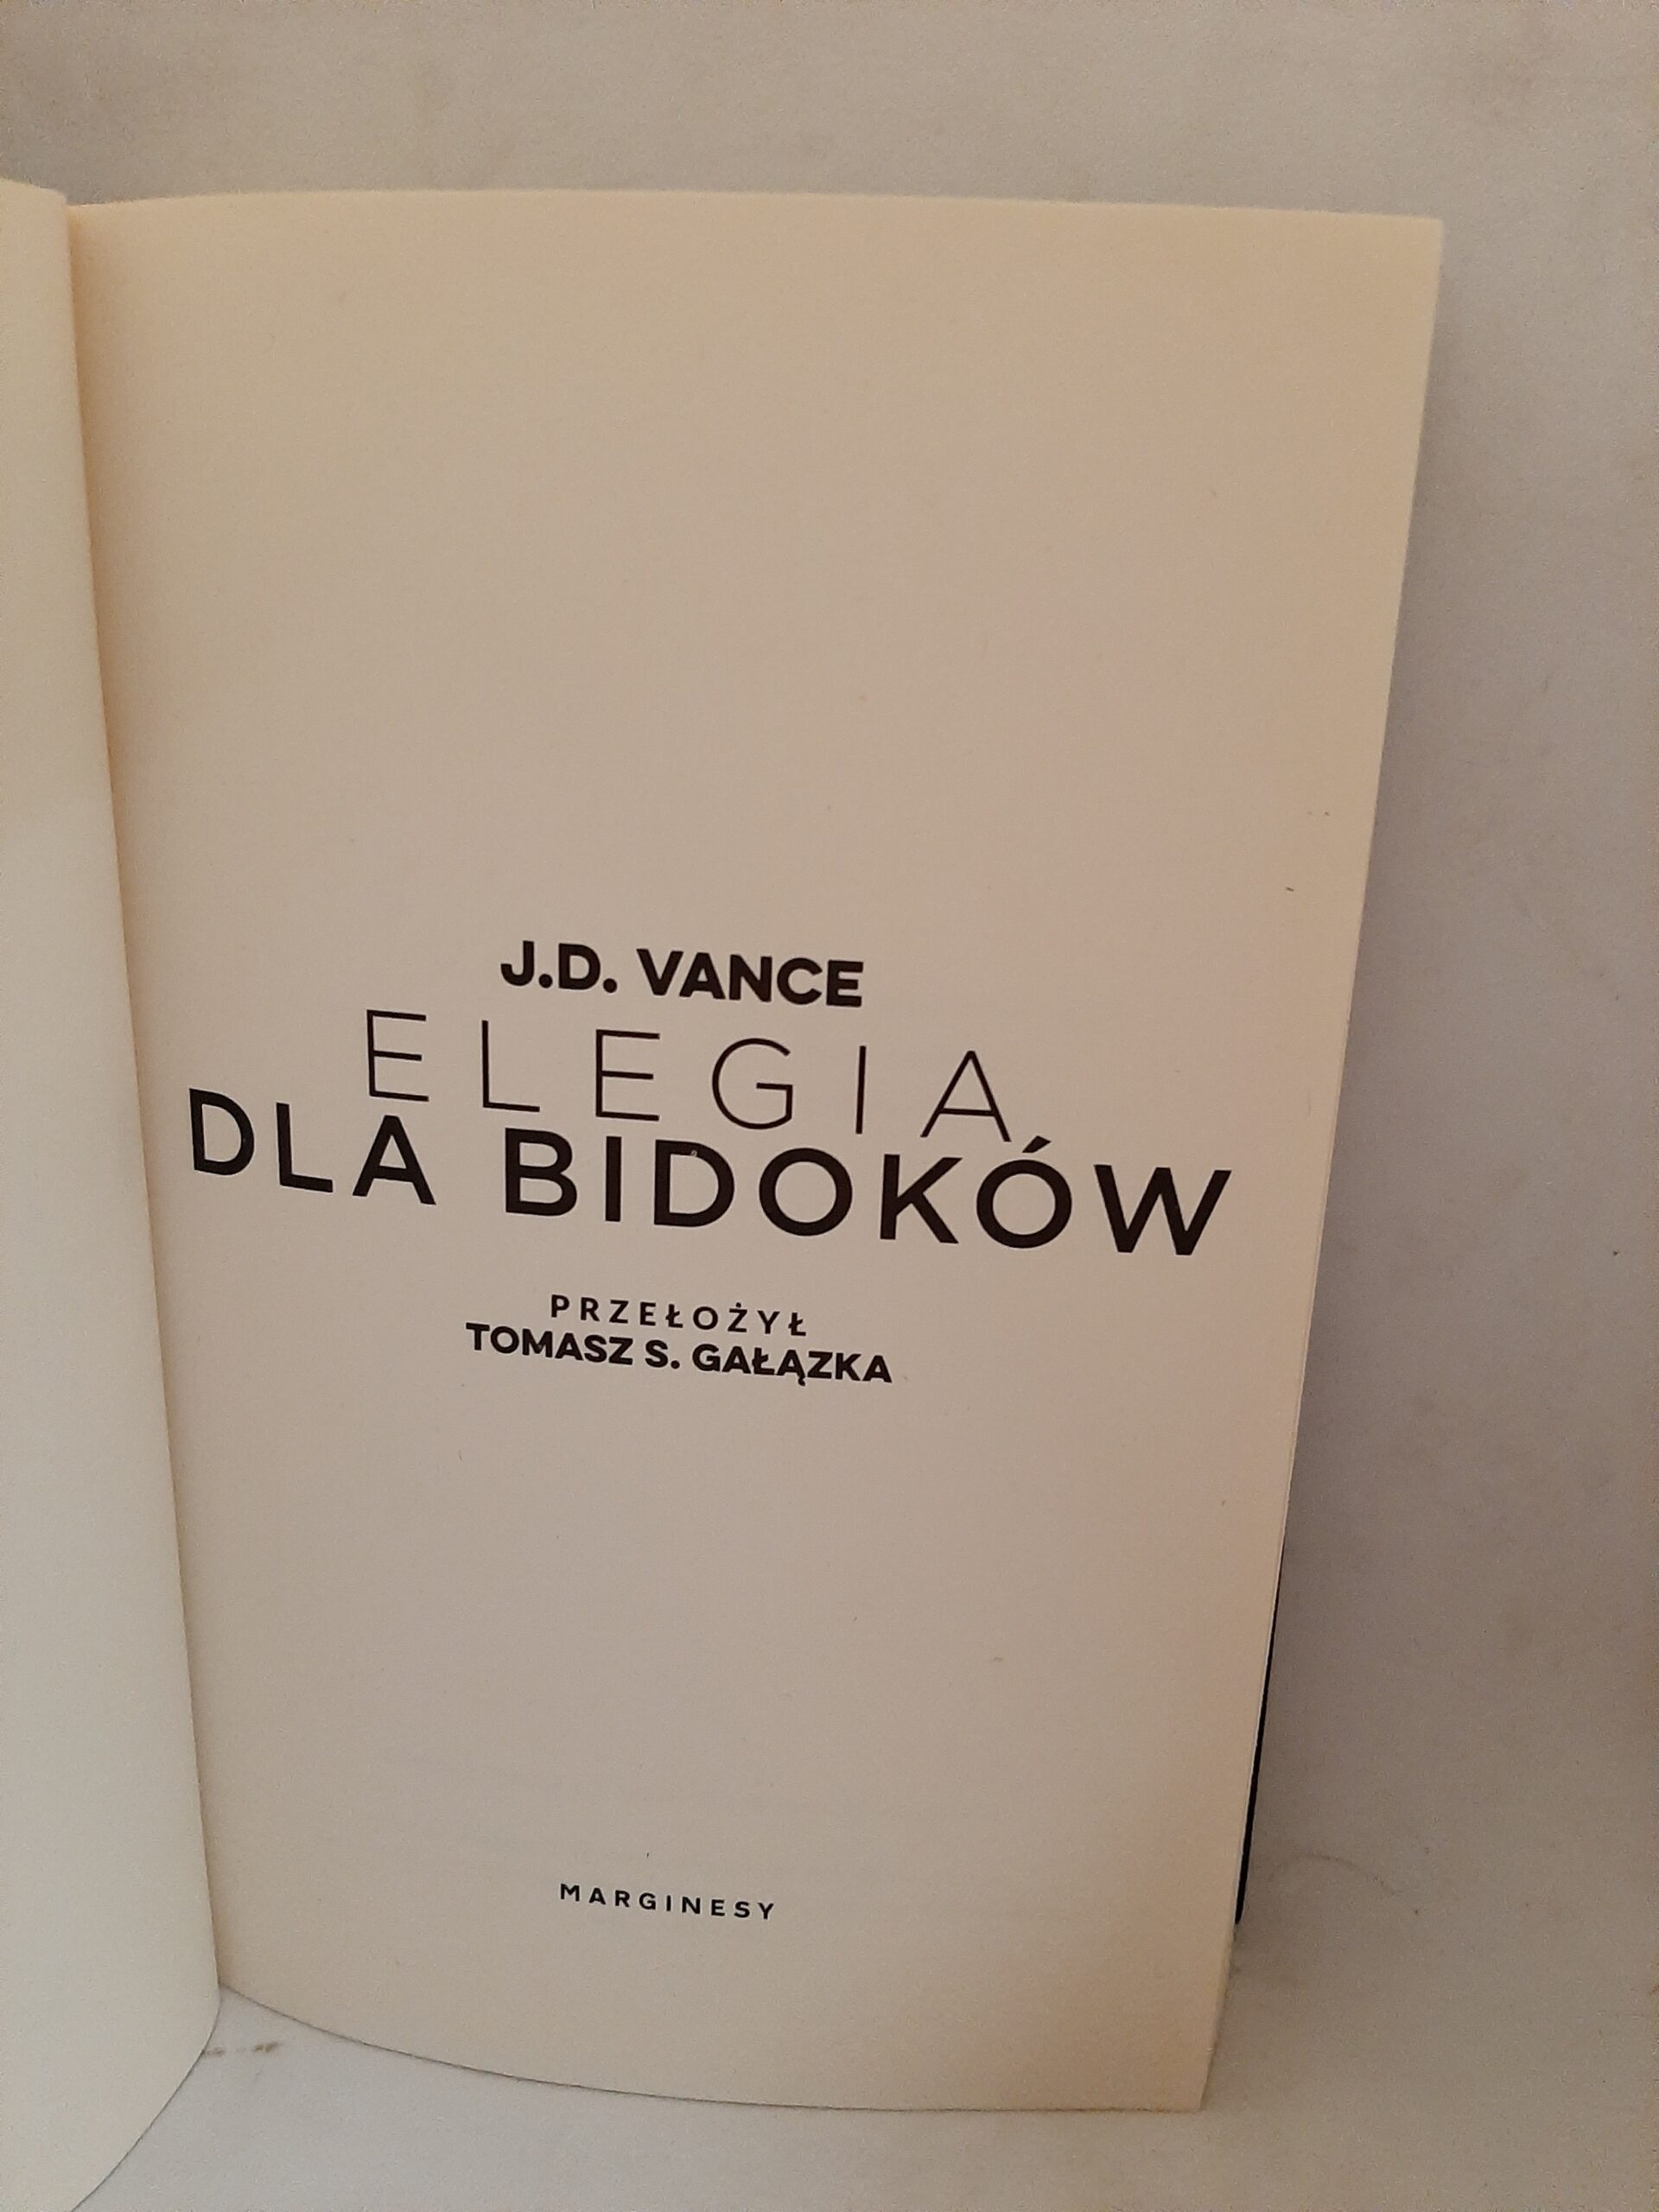 J.D. VANCE
ELEGIA
DLA BIDOKÓW
PRZEŁOŻYŁ
TOMASZ S. GAŁĄZKA
MARGINESY